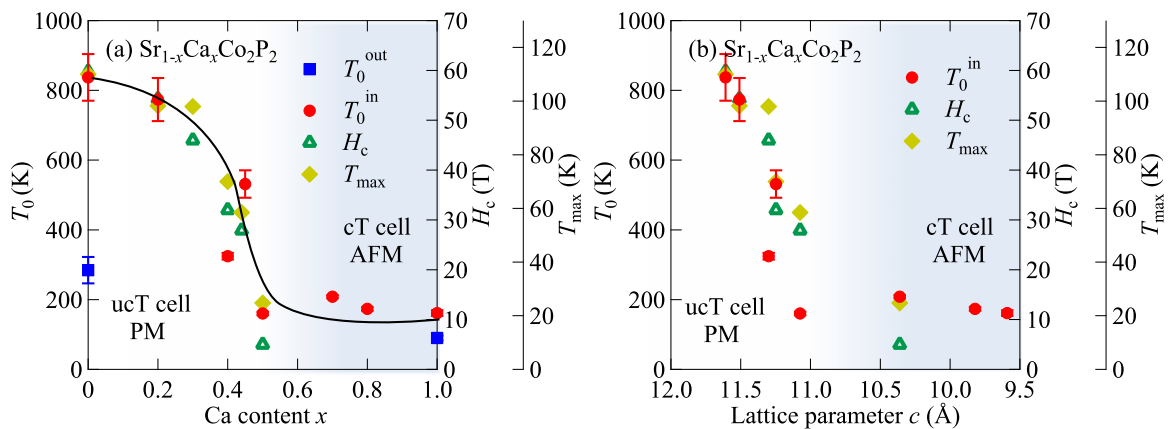 (a) Sr1-xCaxCo2P2
T0out
T0in
Hc
Tmax
cT cell
AFM
ucT cell
PM
1000
800
600
400
200
0
T0 (K)
0
0.2
0.4
0.6
0.8
1.0
Ca content x
70
60
50
40
30
20
10
0
Hc (T)
120
100
80
60
40
20
0
Tmax (K)
(b) Sr1-xCaxCo2P2
T0in
Hc
Tmax
cT cell
AFM
ucT cell
PM
1000
800
600
400
200
0
T0 (K)
12.0
11.5
11.0
10.5
10.0
9.5
Lattice parameter c (Å)
70
60
50
40
30
20
10
0
Hc (T)
120
100
80
60
40
20
0
Tmax (K)